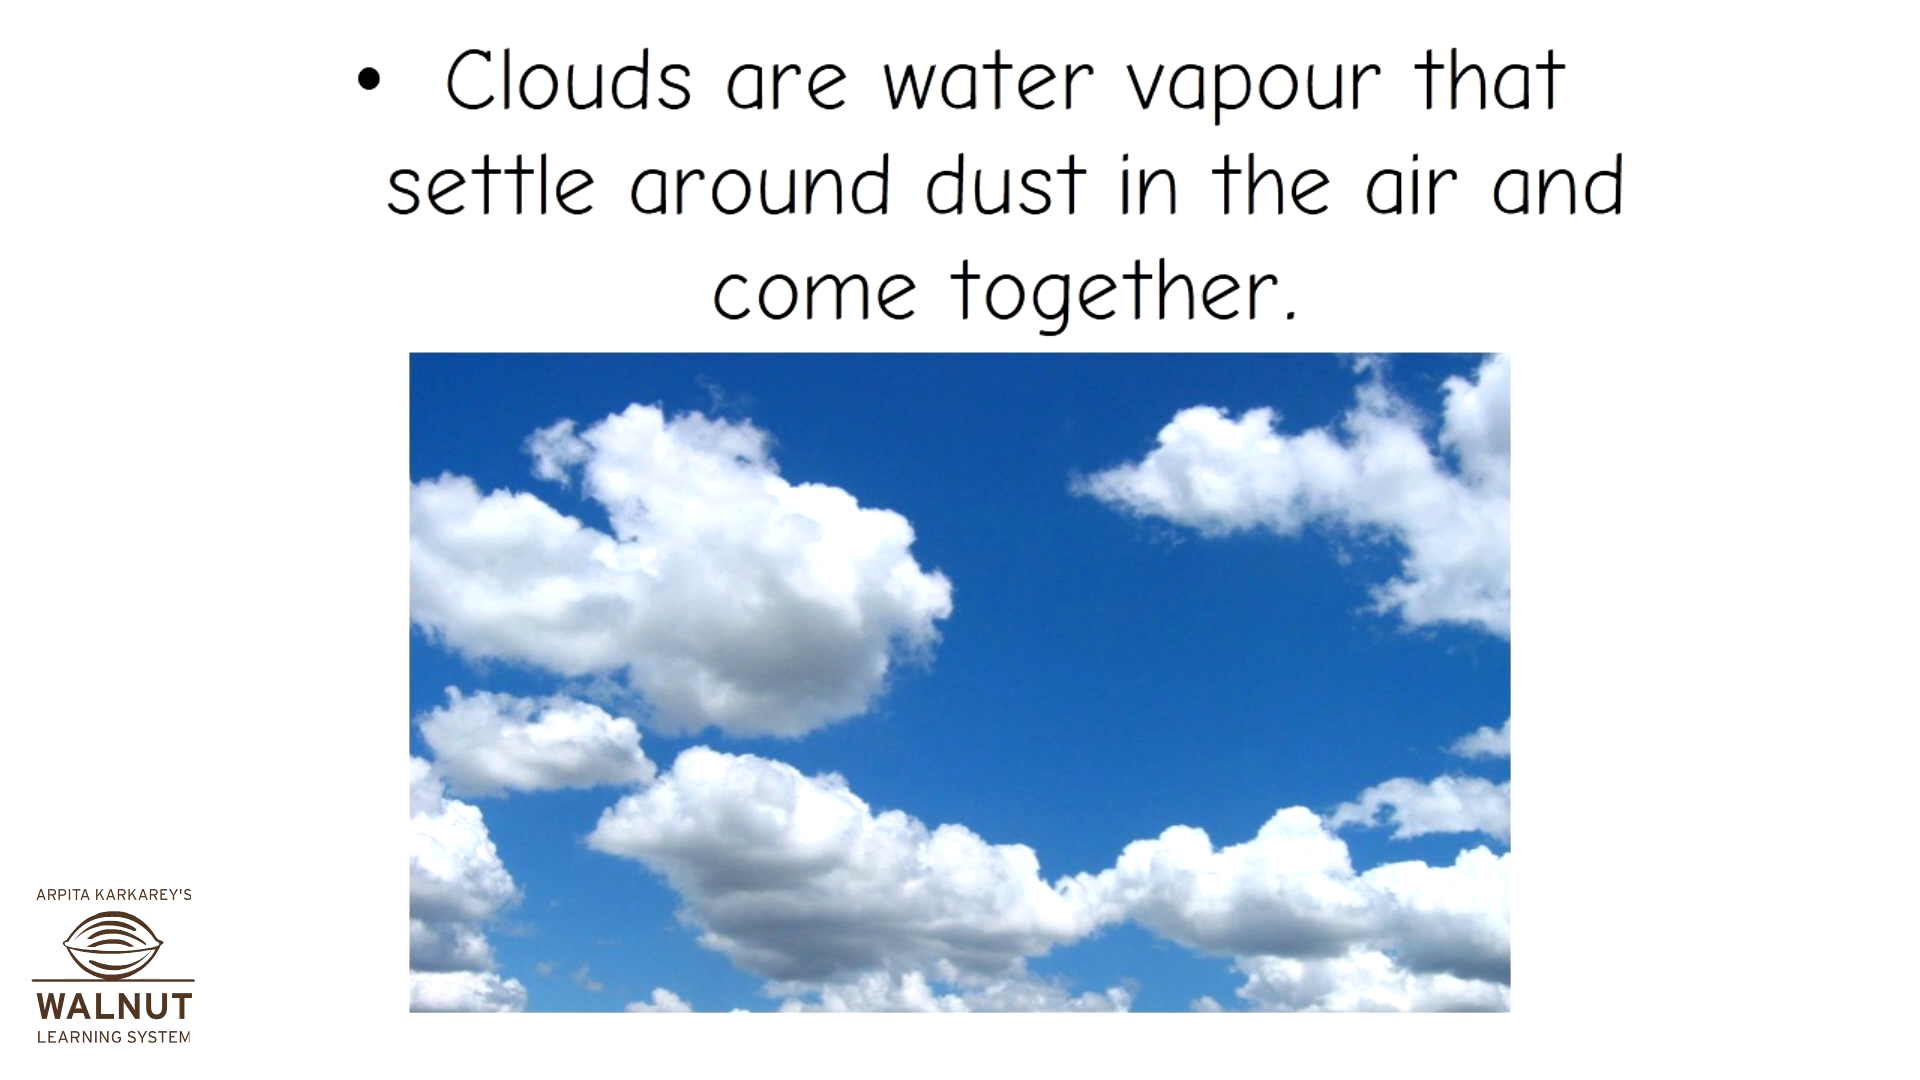 • Clouds are water vapour that
settle around dust in the air and
come together.
ARPITA KARKAREY'S
WALNUT
LEARNING SYSTEM